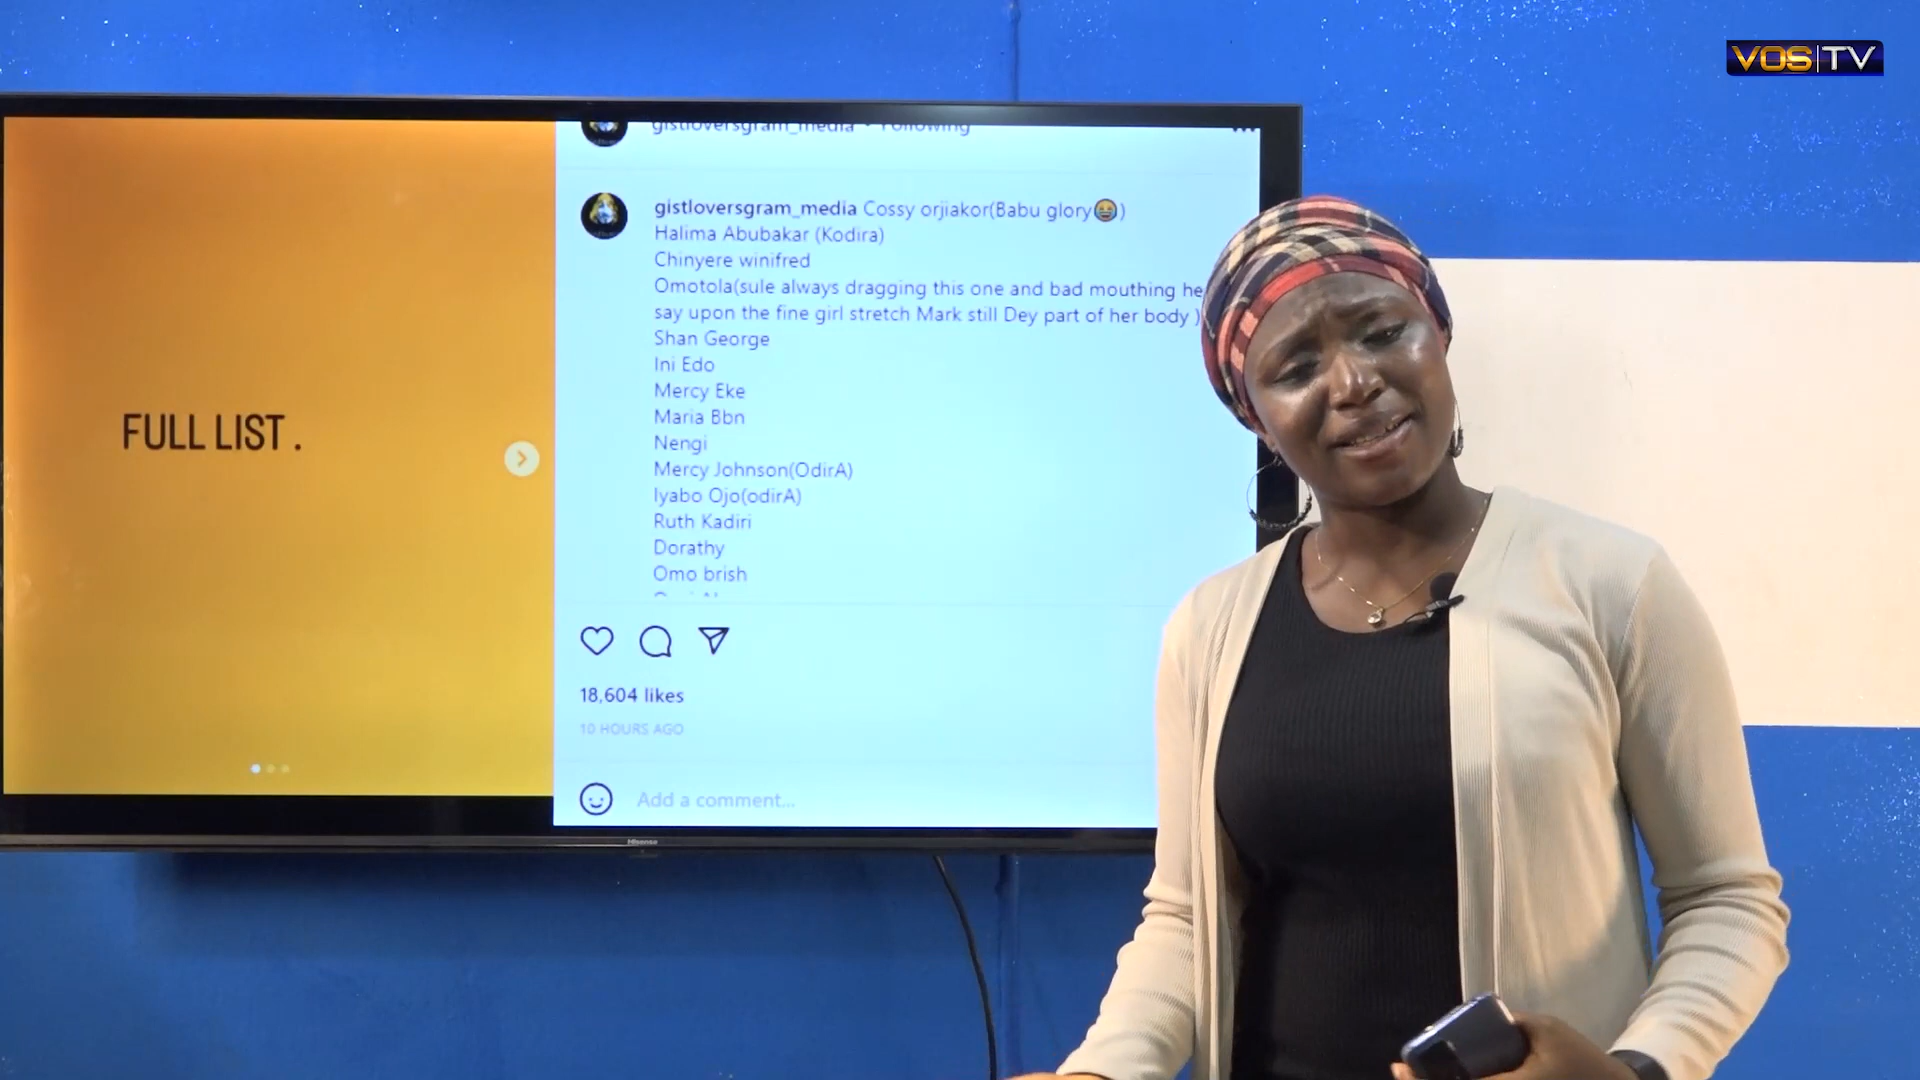 VOS|TV
gistloversgram_media • Following
FULL LIST .
gistloversgram_media Cossy orjiakor(Babu glory😂)
Halima Abubakar (Kodira)
Chinyere winifred
Omotola(sule always dragging this one and bad mouthing he
say upon the fine girl stretch Mark still Dey part of her body )
Shan George
Ini Edo
Mercy Eke
Maria Bbn
Nengi
Mercy Johnson(OdirA)
Iyabo Ojo(odirA)
Ruth Kadiri
Dorathy
Omo brish
18,604 likes
10 HOURS AGO
Add a comment...
Hisense